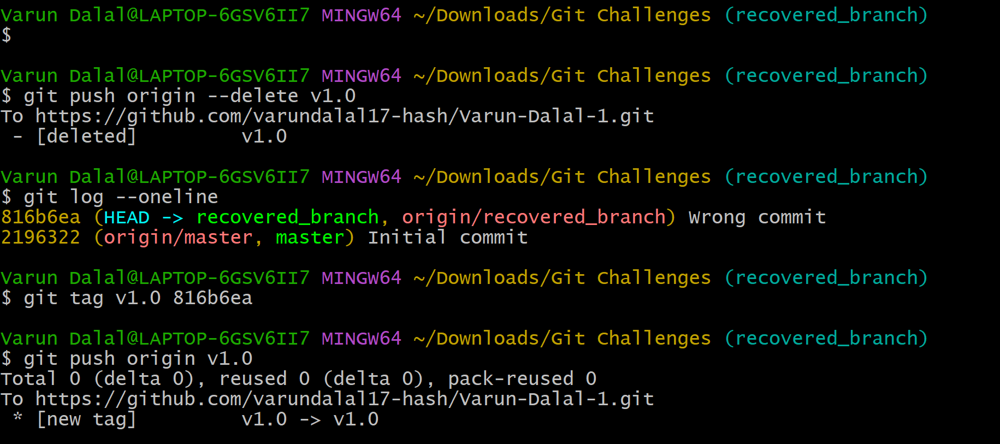 Varun Dalal@LAPTOP-6GSV6II7 MINGW64 ~/Downloads/Git Challenges (recovered_branch)
$
Varun Dalal@LAPTOP-6GSV6II7 MINGW64 ~/Downloads/Git Challenges (recovered_branch)
$ git push origin --delete v1.0
To https://github.com/varundalal17-hash/Varun-Dalal-1.git
 - [deleted]         v1.0
Varun Dalal@LAPTOP-6GSV6II7 MINGW64 ~/Downloads/Git Challenges (recovered_branch)
$ git log --oneline
816b6ea (HEAD -> recovered_branch, origin/recovered_branch) Wrong commit
2196322 (origin/master, master) Initial commit
Varun Dalal@LAPTOP-6GSV6II7 MINGW64 ~/Downloads/Git Challenges (recovered_branch)
$ git tag v1.0 816b6ea
Varun Dalal@LAPTOP-6GSV6II7 MINGW64 ~/Downloads/Git Challenges (recovered_branch)
$ git push origin v1.0
Total 0 (delta 0), reused 0 (delta 0), pack-reused 0
To https://github.com/varundalal17-hash/Varun-Dalal-1.git
 * [new tag]         v1.0 -> v1.0